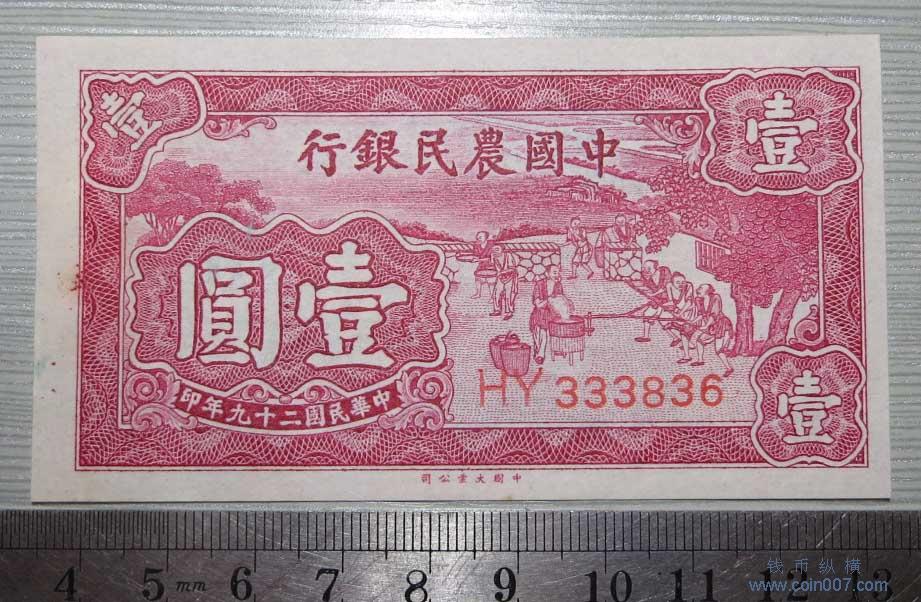 壹
壹
中國農民銀行
壹圓
HY 333836
中華民國二十九年印
壹
中國大業公司
4 5 mm 6 7 8 9 10 11
钱币纵横
www.coin007.com